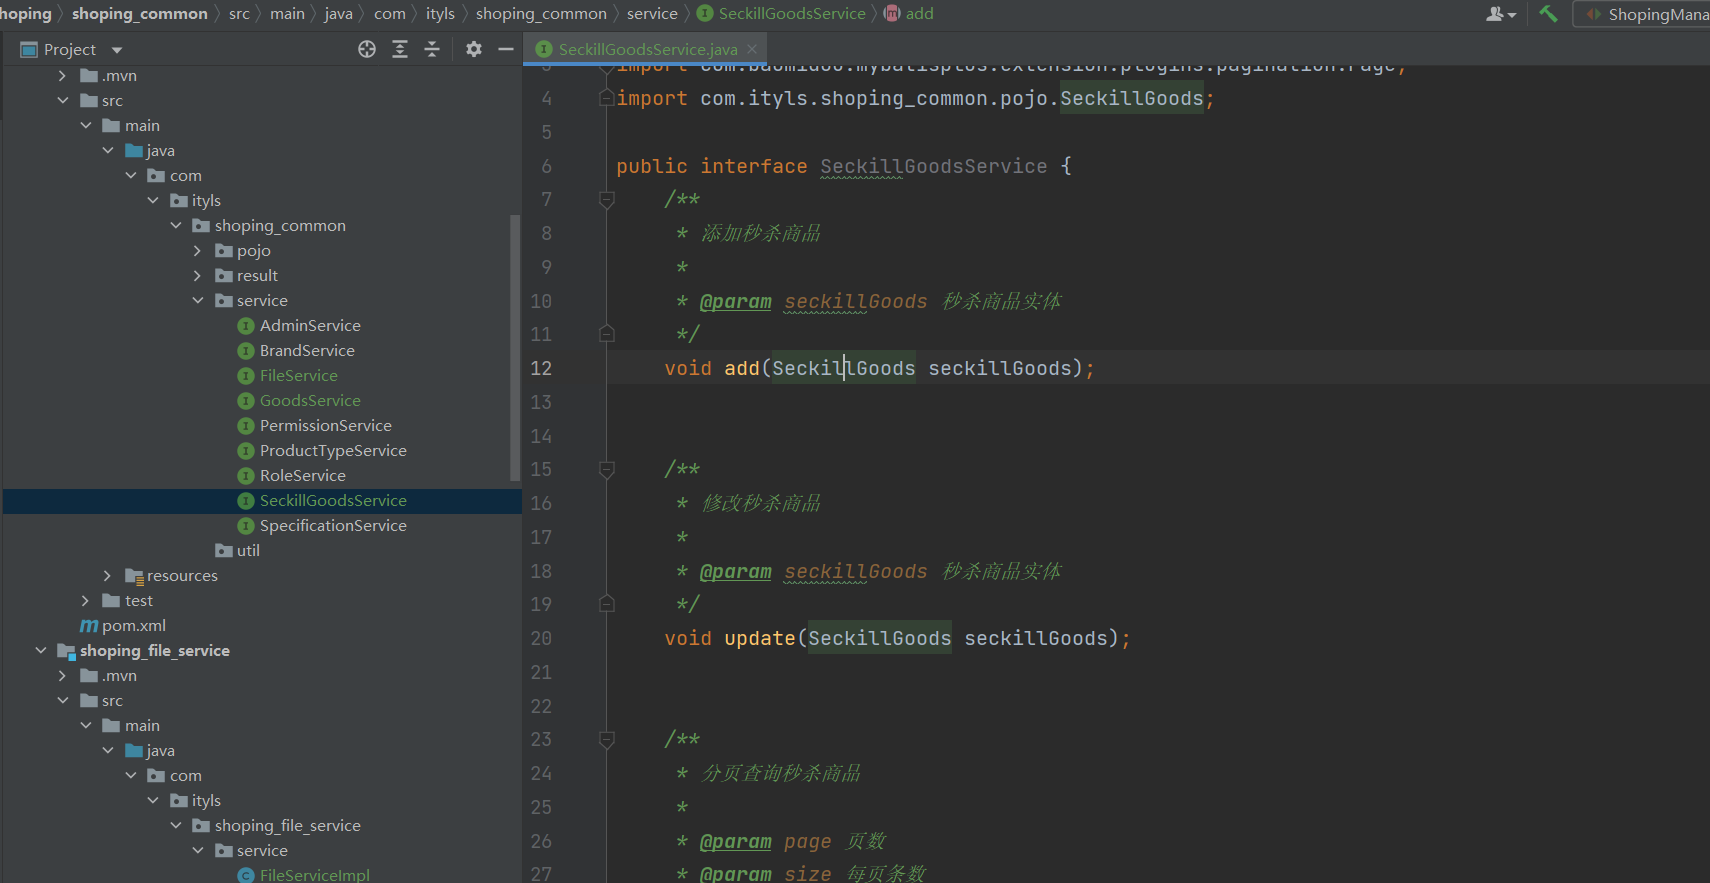 hoping 〉 shoping_common 〉 src 〉 main 〉 java 〉 com 〉 ityls 〉 shoping_common 〉 service 〉 SeckillGoodsService 〉 add
ShopingMana
Project
SeckillGoodsService.java
.mvn
src
main
java
com
ityls
shoping_common
pojo
result
service
AdminService
BrandService
FileService
GoodsService
PermissionService
ProductTypeService
RoleService
SeckillGoodsService
SpecificationService
util
resources
test
pom.xml
shoping_file_service
.mvn
src
main
java
com
ityls
shoping_file_service
service
FileServiceImpl
3 import com.baomidou.mybatisplus.extension.plugins.pagination.Page;
4 import com.ityls.shoping_common.pojo.SeckillGoods;
5
6 public interface SeckillGoodsService {
7 /**
8 * 添加秒杀商品
9 *
10 * @param seckillGoods 秒杀商品实体
11 */
12 void add(SeckillGoods seckillGoods);
13
14
15 /**
16 * 修改秒杀商品
17 *
18 * @param seckillGoods 秒杀商品实体
19 */
20 void update(SeckillGoods seckillGoods);
21
22
23 /**
24 * 分页查询秒杀商品
25 *
26 * @param page 页数
27 * @param size 每页条数